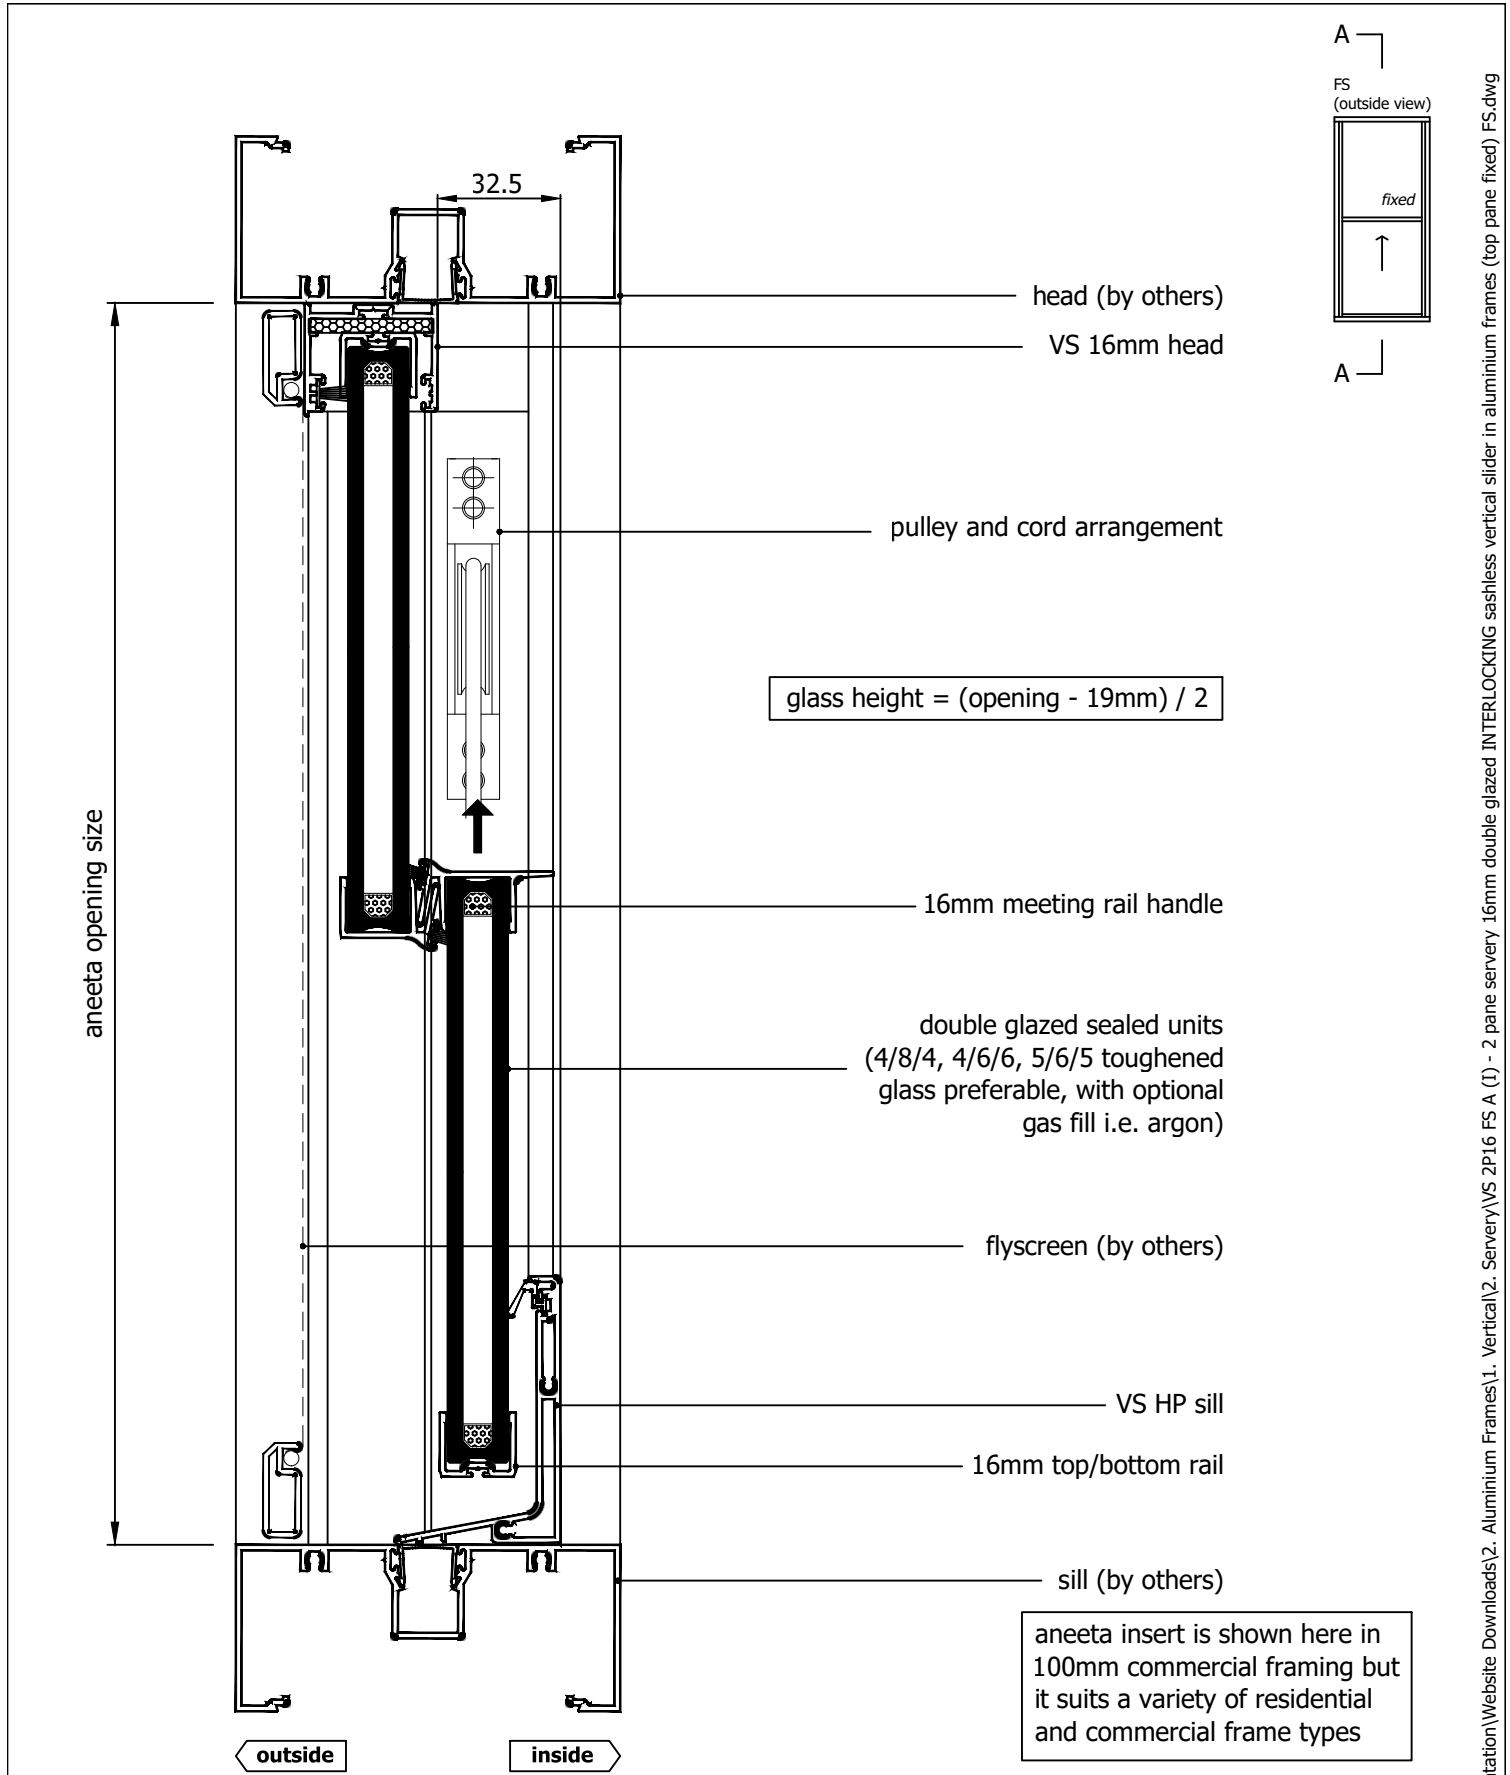 A
FS
(outside view)
fixed
A
32.5
head (by others)
VS 16mm head
pulley and cord arrangement
glass height = (opening - 19mm) / 2
aneeta opening size
16mm meeting rail handle
double glazed sealed units
(4/8/4, 4/6/6, 5/6/5 toughened
glass preferable, with optional
gas fill i.e. argon)
flyscreen (by others)
VS HP sill
16mm top/bottom rail
sill (by others)
aneeta insert is shown here in
100mm commercial framing but
it suits a variety of residential
and commercial frame types
outside
inside
ntation\Website Downloads\2. Aluminium Frames\1. Vertical\2. Servery\VS 2P16 FS A (I) - 2 pane servery 16mm double glazed INTERLOCKING sashless vertical slider in aluminium frames (top pane fixed) FS.dwg